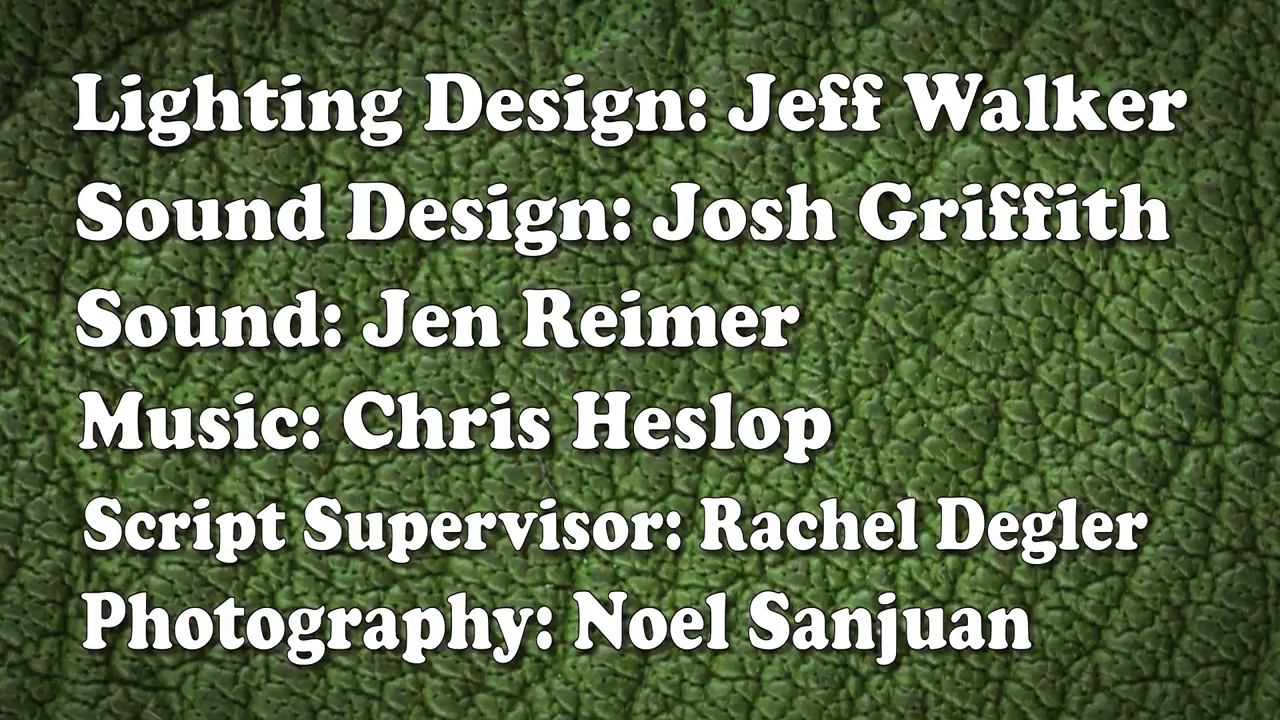 Lighting Design: Jeff Walker
Sound Design: Josh Griffith
Sound: Jen Reimer
Music: Chris Heslop
Script Supervisor: Rachel Degler
Photography: Noel Sanjuan